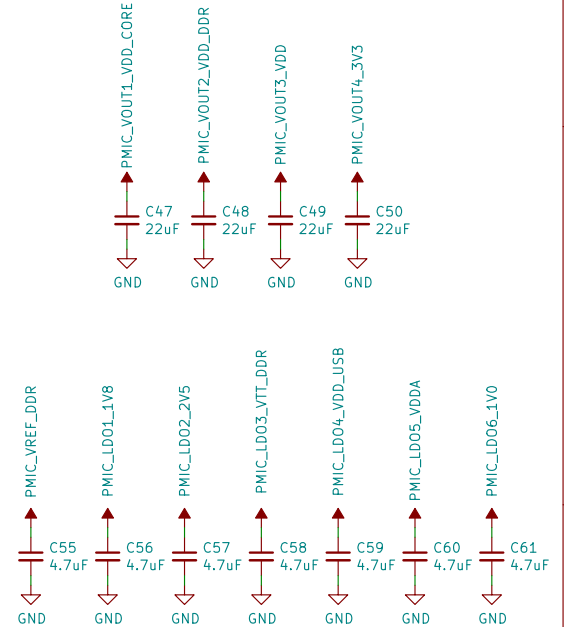 PMIC_VOUT1_VDD_CORE
PMIC_VOUT2_VDD_DDR
PMIC_VOUT3_VDD
PMIC_VOUT4_3V3
C47
22uF
C48
22uF
C49
22uF
C50
22uF
GND
GND
GND
GND
PMIC_VREF_DDR
PMIC_LDO1_1V8
PMIC_LDO2_2V5
PMIC_LDO3_VTT_DDR
PMIC_LDO4_VDD_USB
PMIC_LDO5_VDDA
PMIC_LDO6_1V0
C55
4.7uF
C56
4.7uF
C57
4.7uF
C58
4.7uF
C59
4.7uF
C60
4.7uF
C61
4.7uF
GND
GND
GND
GND
GND
GND
GND